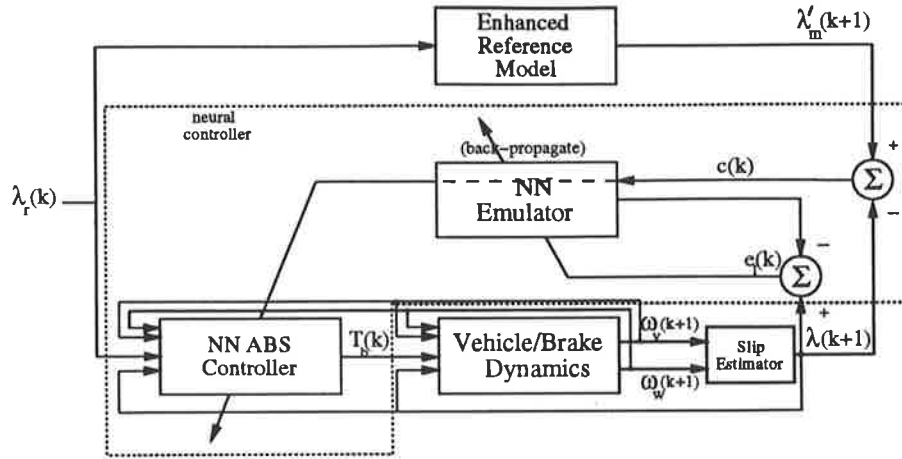 Enhanced
Reference
Model
λ′m(k+1)
neural
controller
(back-propagate)
+
NN
Emulator
c(k)
Σ
λr(k)
−
−
ei(k)
Σ
+
NN ABS
Controller
Tb(k)
Vehicle/Brake
Dynamics
ωv(k+1)
ωw(k+1)
Slip
Estimator
λ(k+1)